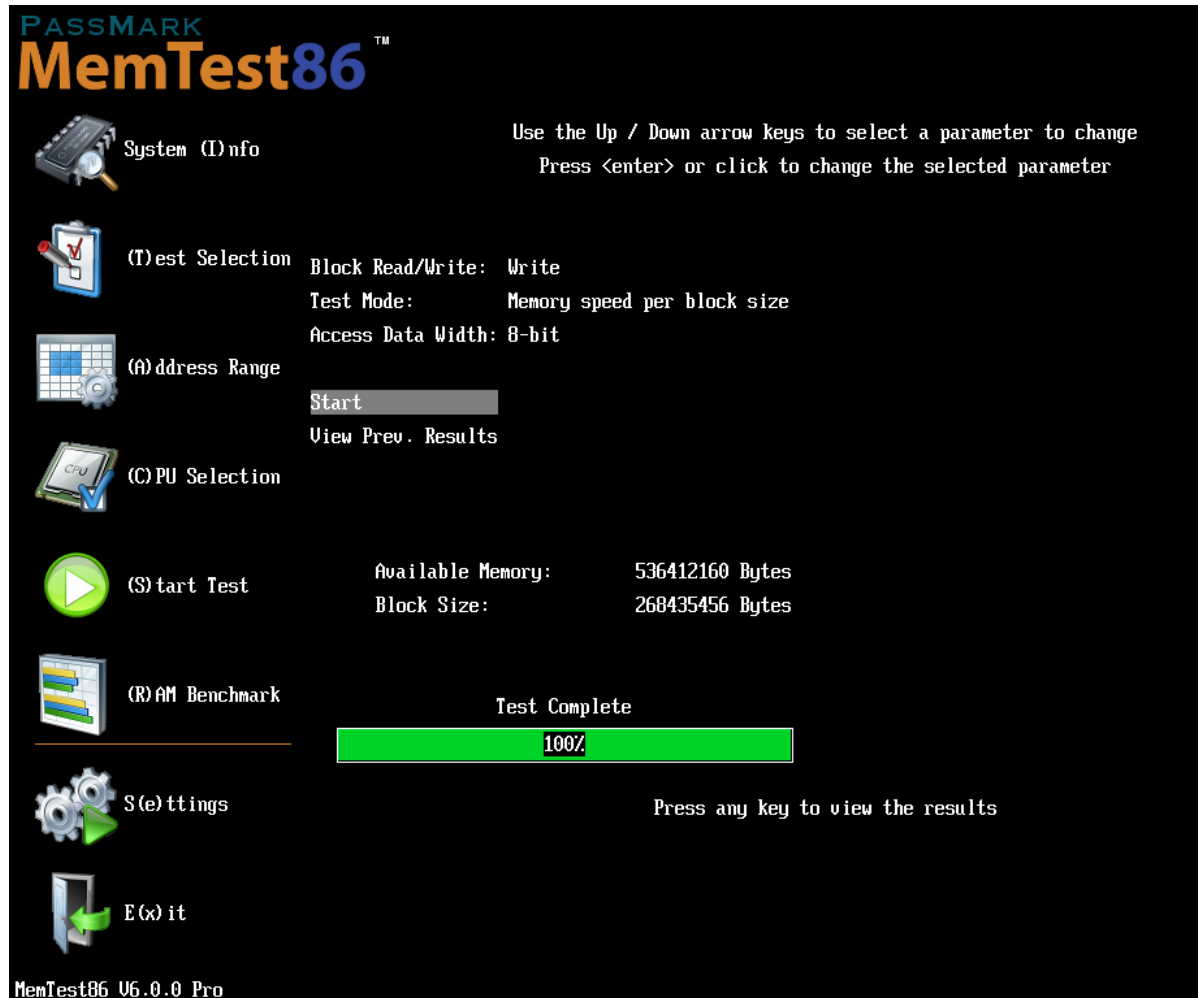 PASSMARK
MemTest86™
System (I)nfo
Use the Up / Down arrow keys to select a parameter to change
Press <enter> or click to change the selected parameter
(T)est Selection
Block Read/Write: Write
Test Mode: Memory speed per block size
Access Data Width: 8-bit
(A)ddress Range
Start
View Prev. Results
CPU
(C)PU Selection
Available Memory: 536412160 Bytes
(S)tart Test
Block Size: 268435456 Bytes
(R)AM Benchmark
Test Complete
100%
S(e)ttings
Press any key to view the results
E(x)it
MemTest86 V6.0.0 Pro